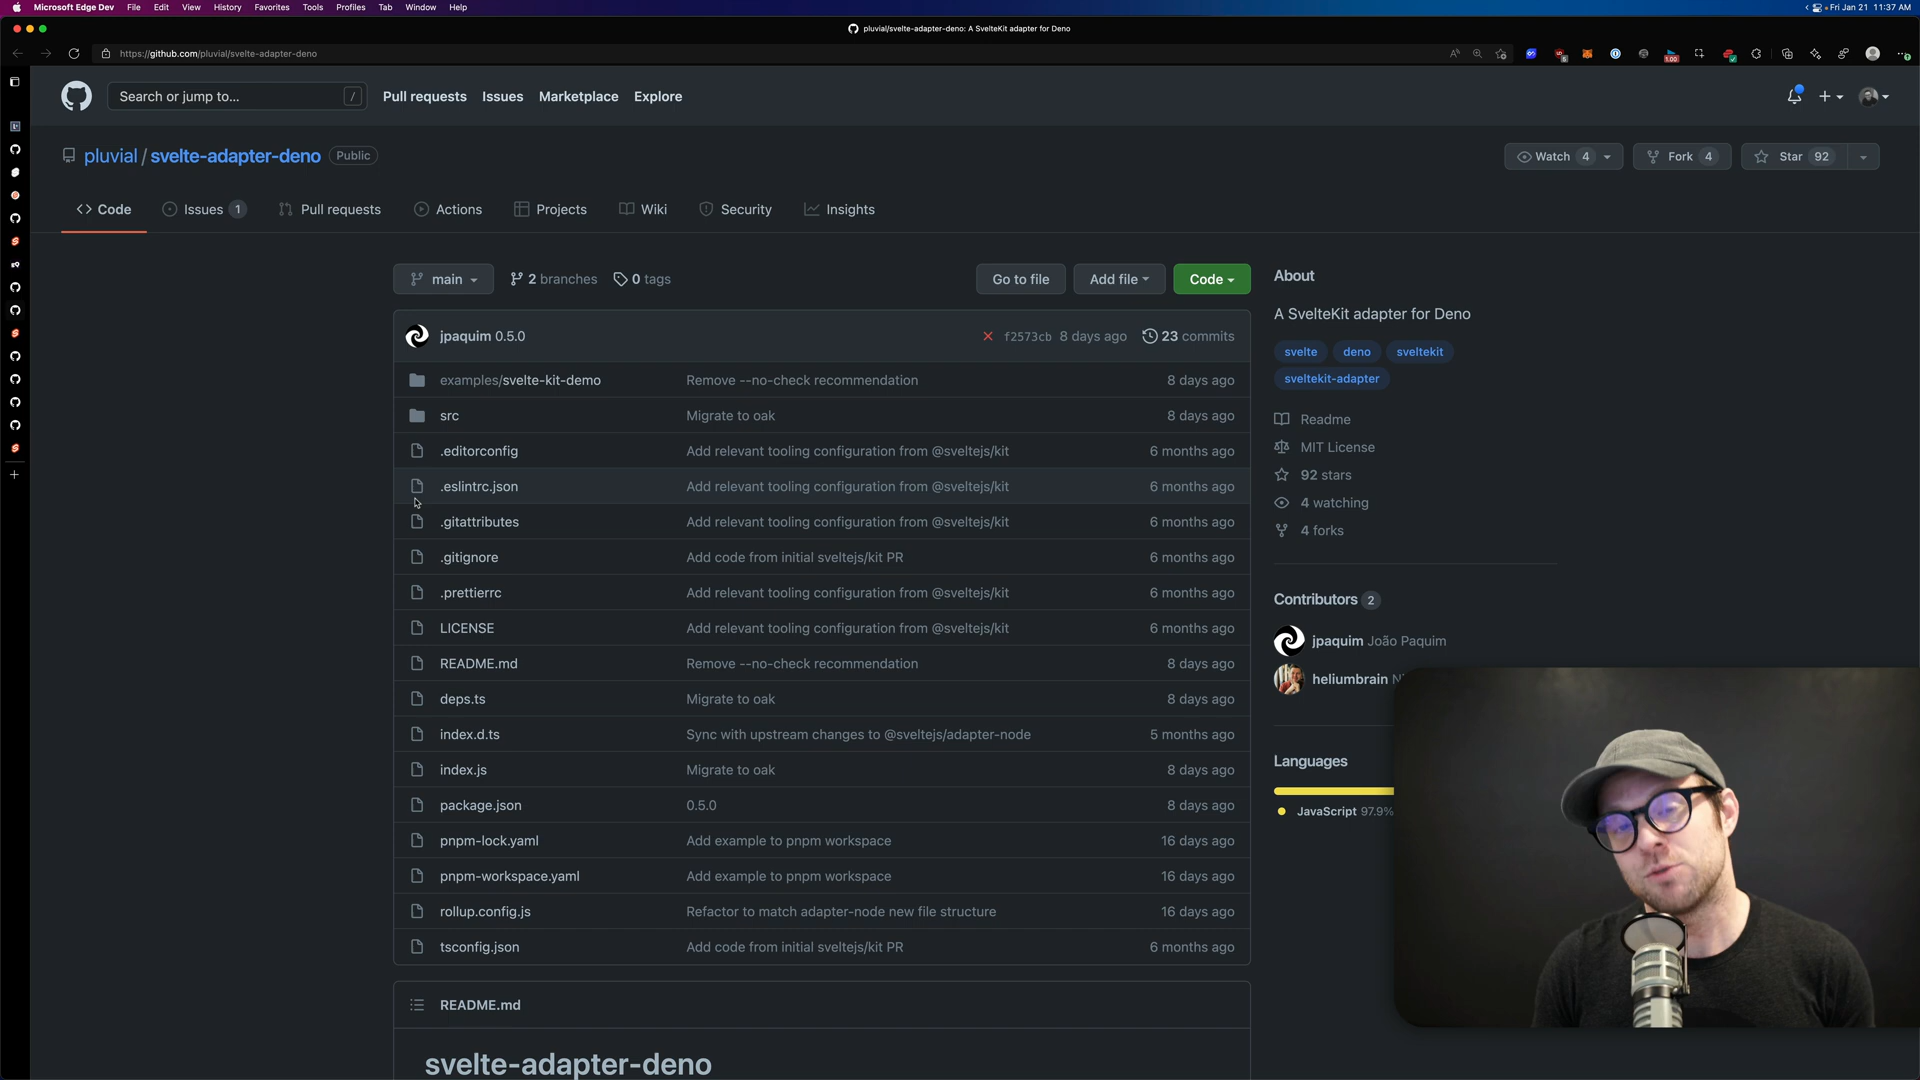 Microsoft Edge Dev File Edit View History Favorites Tools Profiles Tab Window Help
Fri Jan 21 11:37 AM
pluvial/svelte-adapter-deno: A SvelteKit adapter for Deno
https://github.com/pluvial/svelte-adapter-deno
1.00
Search or jump to... /
Pull requests Issues Marketplace Explore
pluvial / svelte-adapter-deno Public
Watch 4 Fork 4 Star 92
Code Issues 1 Pull requests Actions Projects Wiki Security Insights
main 2 branches 0 tags Go to file Add file Code
jpaquim 0.5.0 f2573cb 8 days ago 23 commits
examples/svelte-kit-demo Remove --no-check recommendation 8 days ago
src Migrate to oak 8 days ago
.editorconfig Add relevant tooling configuration from @sveltejs/kit 6 months ago
.eslintrc.json Add relevant tooling configuration from @sveltejs/kit 6 months ago
.gitattributes Add relevant tooling configuration from @sveltejs/kit 6 months ago
.gitignore Add code from initial sveltejs/kit PR 6 months ago
.prettierrc Add relevant tooling configuration from @sveltejs/kit 6 months ago
LICENSE Add relevant tooling configuration from @sveltejs/kit 6 months ago
README.md Remove --no-check recommendation 8 days ago
deps.ts Migrate to oak 8 days ago
index.d.ts Sync with upstream changes to @sveltejs/adapter-node 5 months ago
index.js Migrate to oak 8 days ago
package.json 0.5.0 8 days ago
pnpm-lock.yaml Add example to pnpm workspace 16 days ago
pnpm-workspace.yaml Add example to pnpm workspace 16 days ago
rollup.config.js Refactor to match adapter-node new file structure 16 days ago
tsconfig.json Add code from initial sveltejs/kit PR 6 months ago
README.md
svelte-adapter-deno
About
A SvelteKit adapter for Deno
svelte deno sveltekit
sveltekit-adapter
Readme
MIT License
92 stars
4 watching
4 forks
Contributors 2
jpaquim João Paquim
heliumbrain
Languages
JavaScript 97.9%